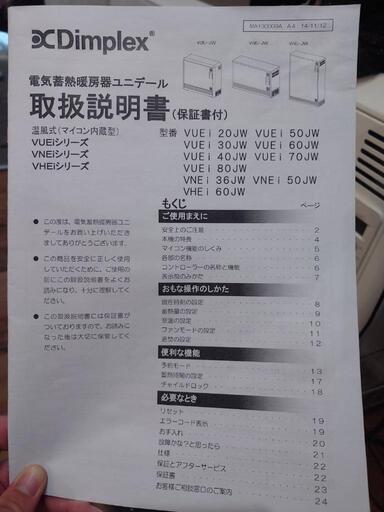 MA130009A A4 '14/11/12
Dimplex®
VUEi-JW
VNEi-JW
VHEi-JW
電気蓄熱暖房器ユニデール
取扱説明書(保証書付)
温風式(マイコン内蔵型)
VUEiシリーズ
VNEiシリーズ
VHEiシリーズ
型番 VUEi 20JW VUEi 50JW
VUEi 30JW VUEi 60JW
VUEi 40JW VUEi 70JW
VUEi 80JW
VNEi 36JW VNEi 50JW
VHEi 60JW
● この度は、電気蓄熱暖房器ユニ
デールをお買い上げいただき
ましてありがとうございます。
● この商品を安全に正しく使用
していただくために、ご使用の
前にこの取扱説明書をよくお
読みになり、十分に理解してく
ださい。
● この取扱説明書には保証書が
ついておりますので、お読みに
なった後は大切に保管してくだ
さい。
もくじ ページ
ご使用まえに
安全上のご注意 2
本機の特長 4
マイコン機能のしくみ 5
各部の名称 6
コントローラーの名称と機能 6
表示部のみかた 7
おもな操作のしかた
現在時刻の設定 8
蓄熱量の設定 9
室温の設定 10
ファンモードの設定 11
追焚の設定 12
便利な機能
予約モード 13
蓄熱時間の設定 17
チャイルドロック 18
必要なとき
リセット 19
エラーコード表示 19
お手入れ 20
故障かな?と思ったら 21
仕様 22
保証とアフターサービス 22
保証書 23
お客様ご相談窓口のご案内 24